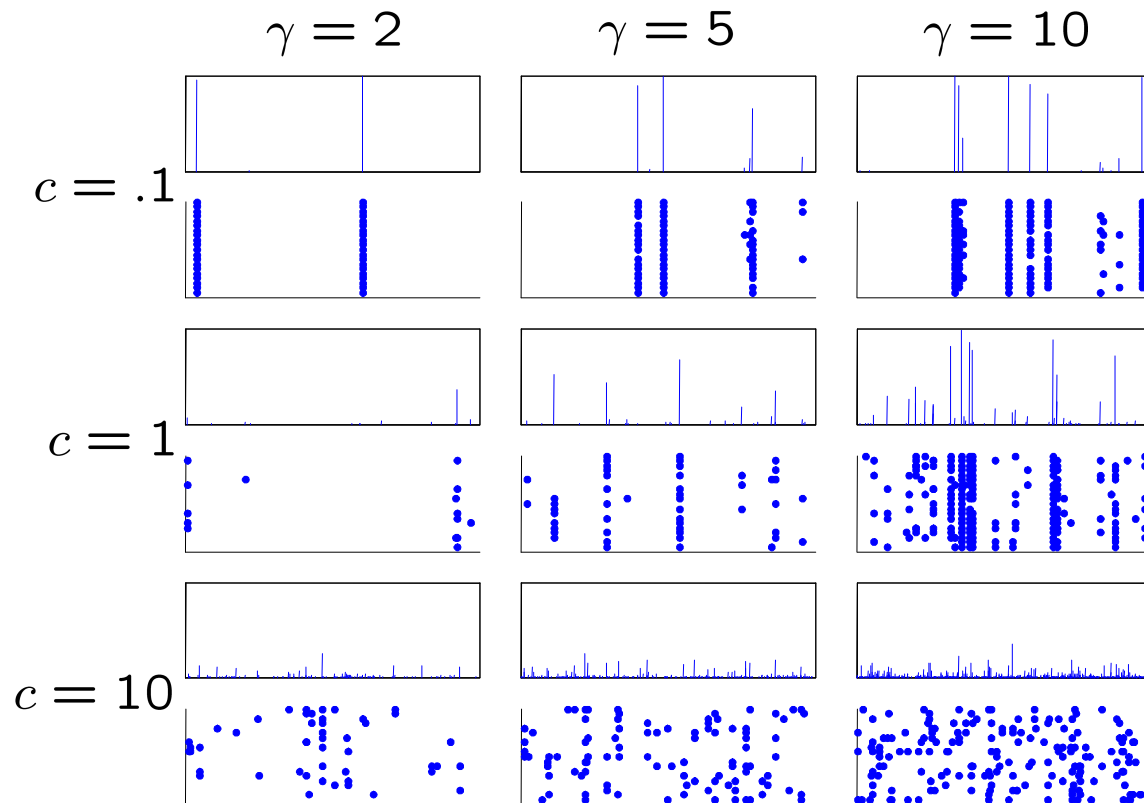 γ = 2 γ = 5 γ = 10
c = .1
c = 1
c = 10